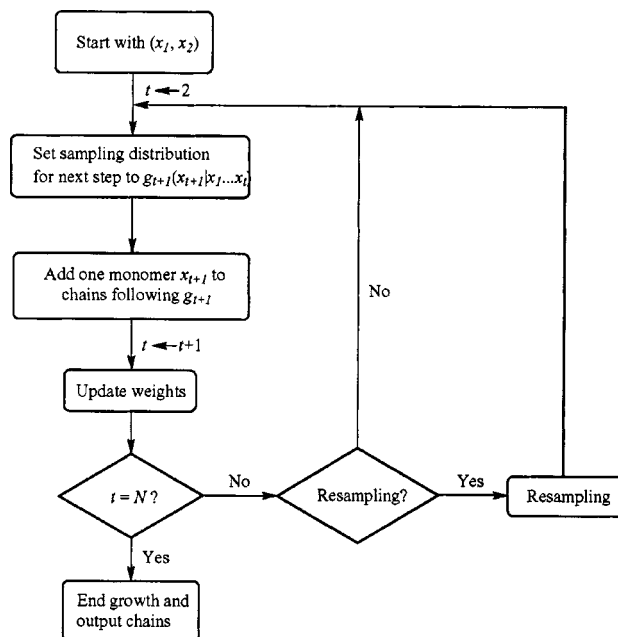 Start with (x₁, x₂)
t ← 2
Set sampling distribution
for next step to gₜ₊₁(xₜ₊₁|x₁...xₜ)
Add one monomer xₜ₊₁ to
chains following gₜ₊₁
No
t ← t+1
Update weights
t = N ?
No
Resampling?
Yes
Resampling
Yes
End growth and
output chains